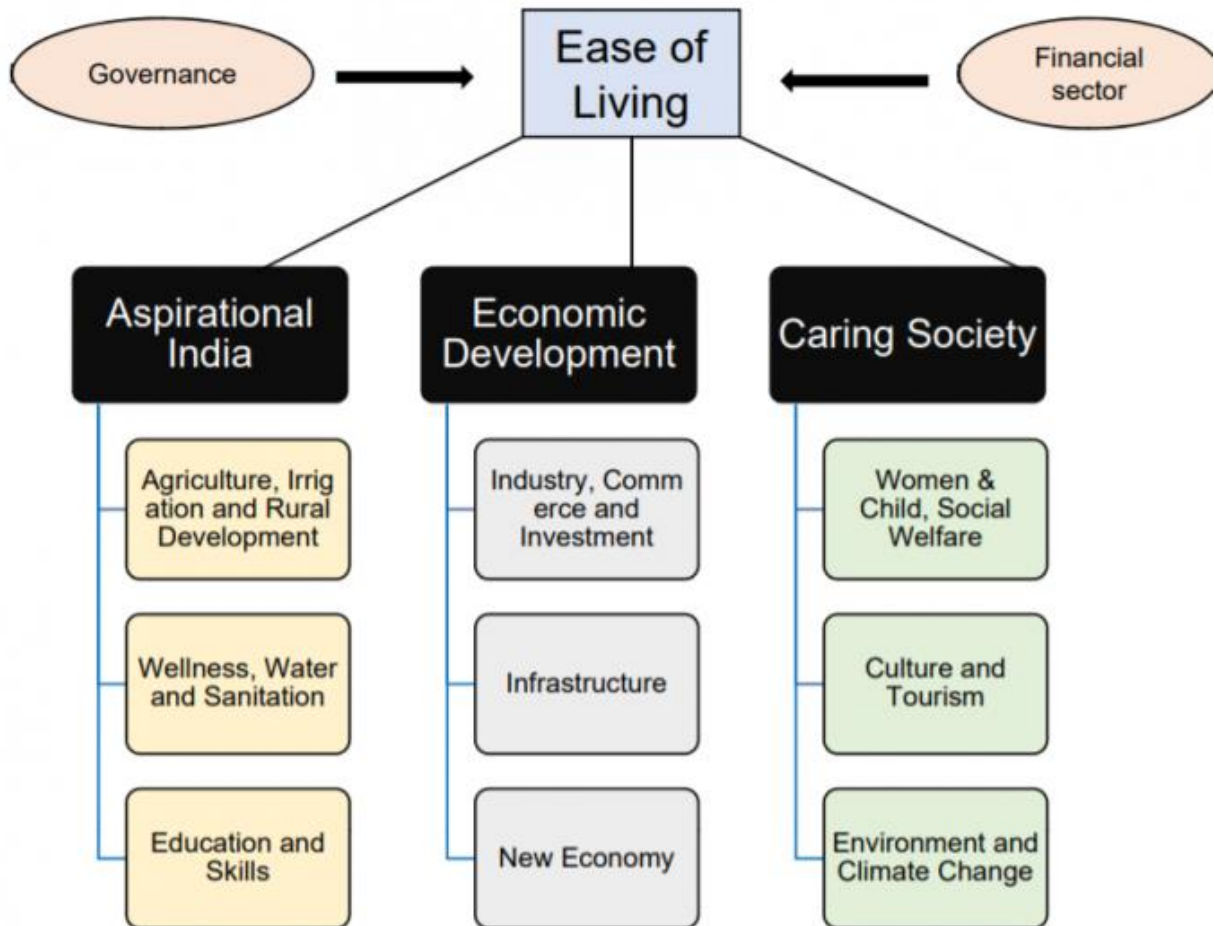 Governance
Ease of
Living
Financial
sector
Aspirational
India
Economic
Development
Caring Society
Agriculture, Irrig
ation and Rural
Development
Industry, Comm
erce and
Investment
Women &
Child, Social
Welfare
Wellness, Water
and Sanitation
Infrastructure
Culture and
Tourism
Education and
Skills
New Economy
Environment and
Climate Change